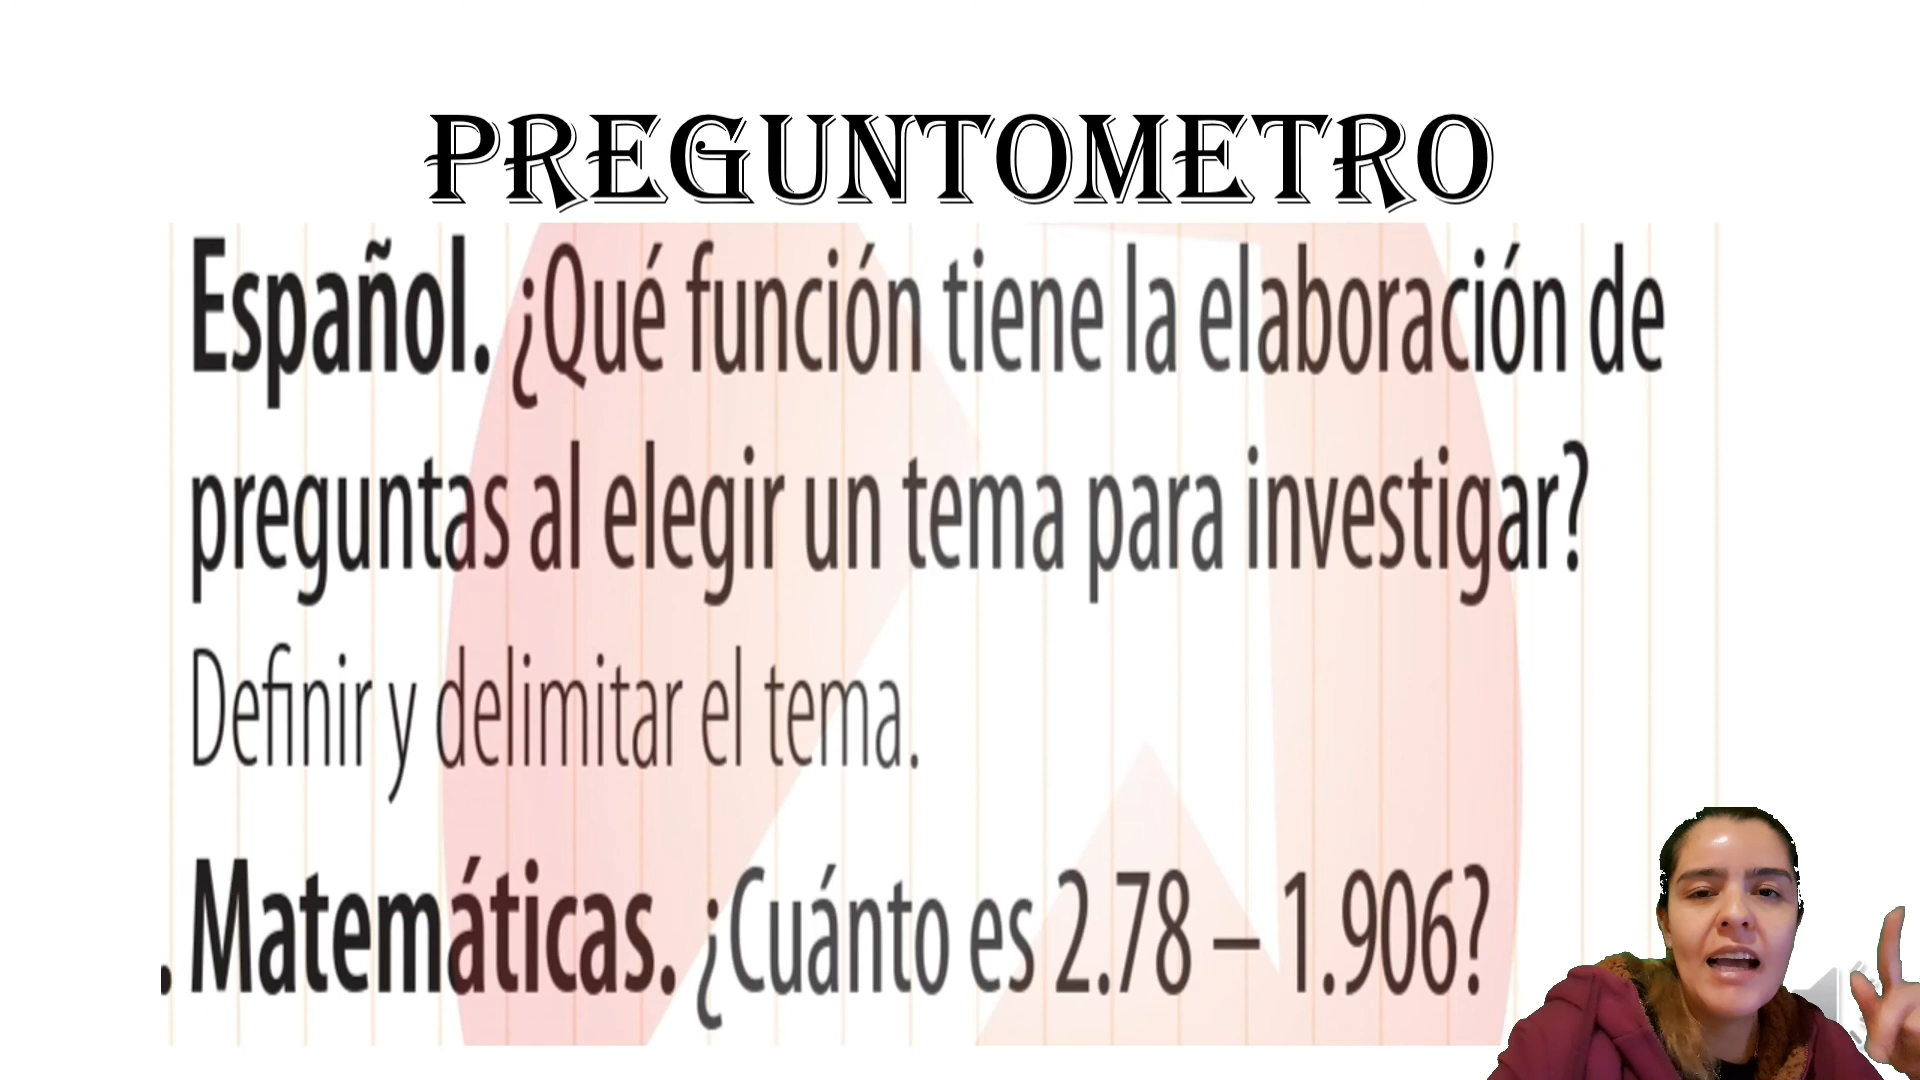 PREGUNTOMETRO
Español. ¿Qué función tiene la elaboración de
preguntas al elegir un tema para investigar?
Definir y delimitar el tema.
. Matemáticas. ¿Cuánto es 2.78 – 1.906?